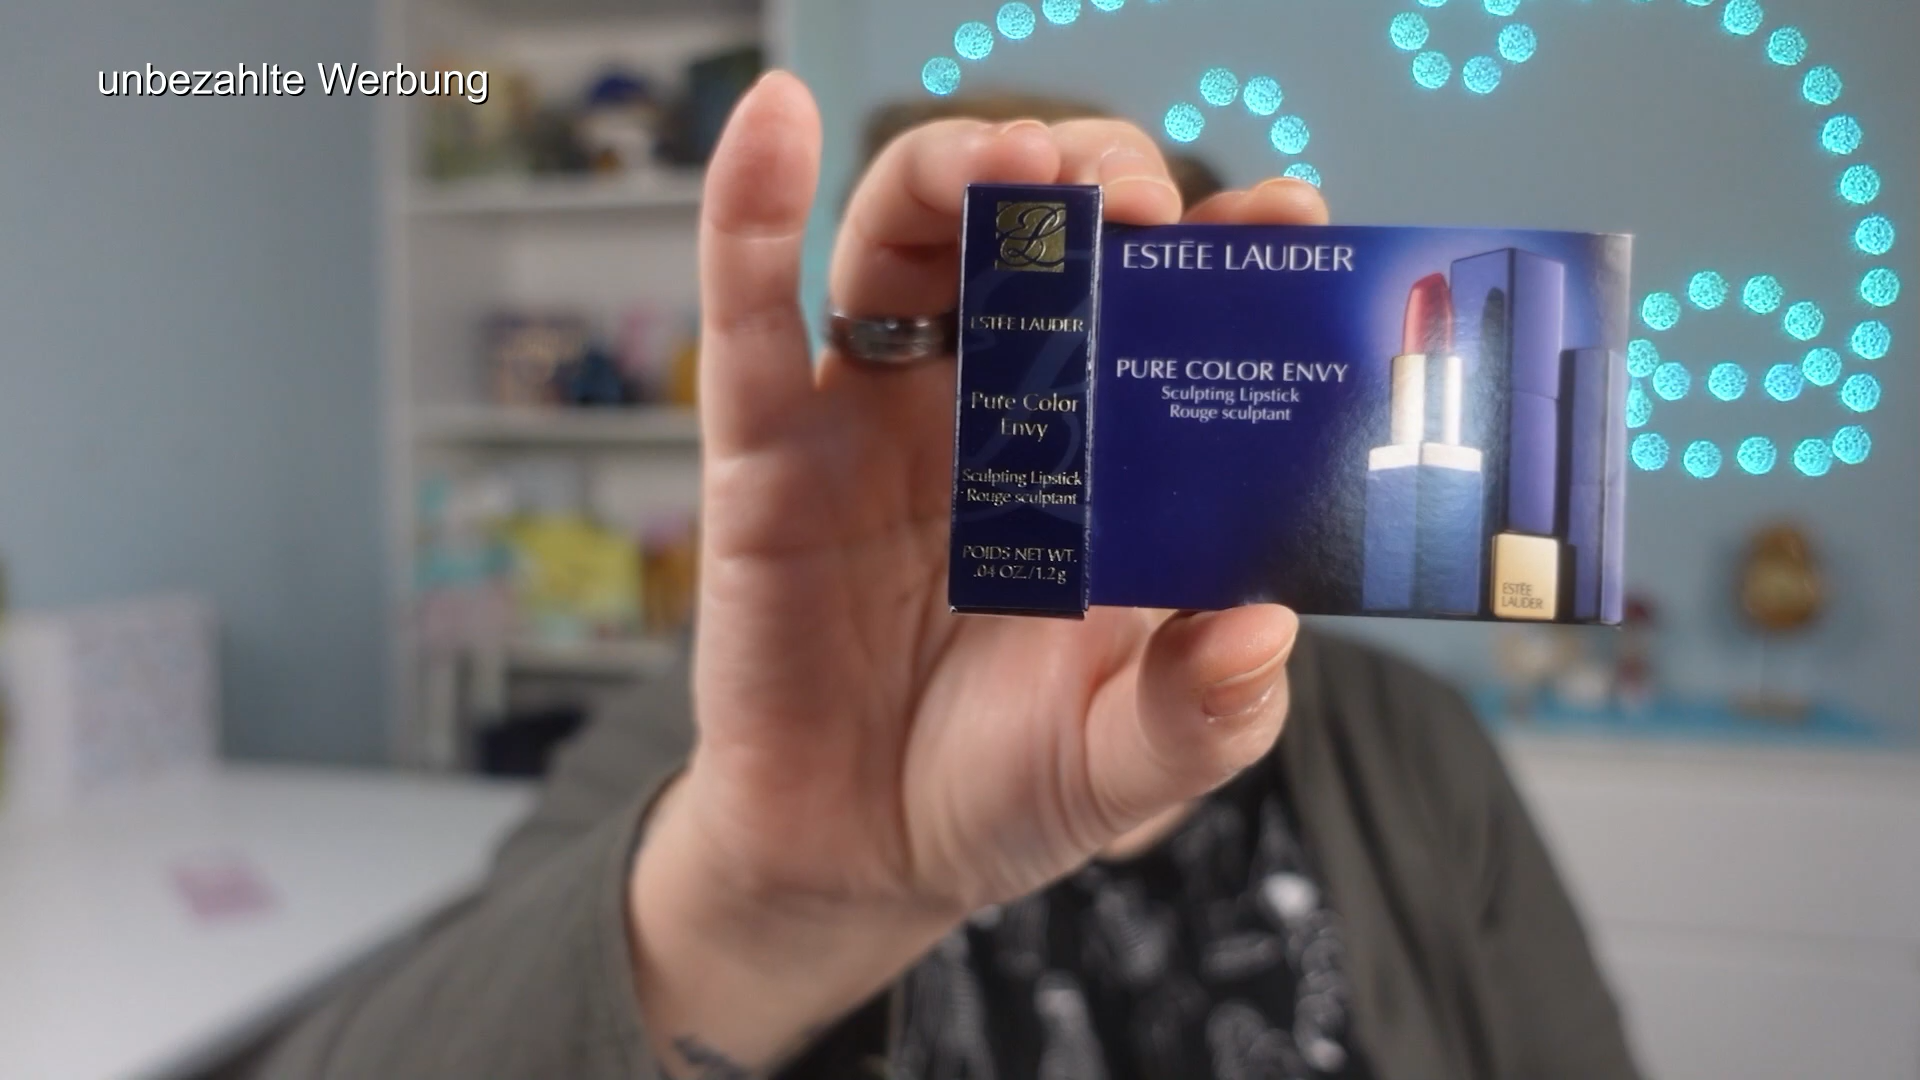 unbezahlte Werbung
EL
ESTĒE LAUDER
Pure Color
Envy
Sculpting Lipstick
Rouge sculptant
POIDS NET WT.
.04 OZ./1.2g
ESTĒE LAUDER
PURE COLOR ENVY
Sculpting Lipstick
Rouge sculptant
ESTĒE
LAUDER